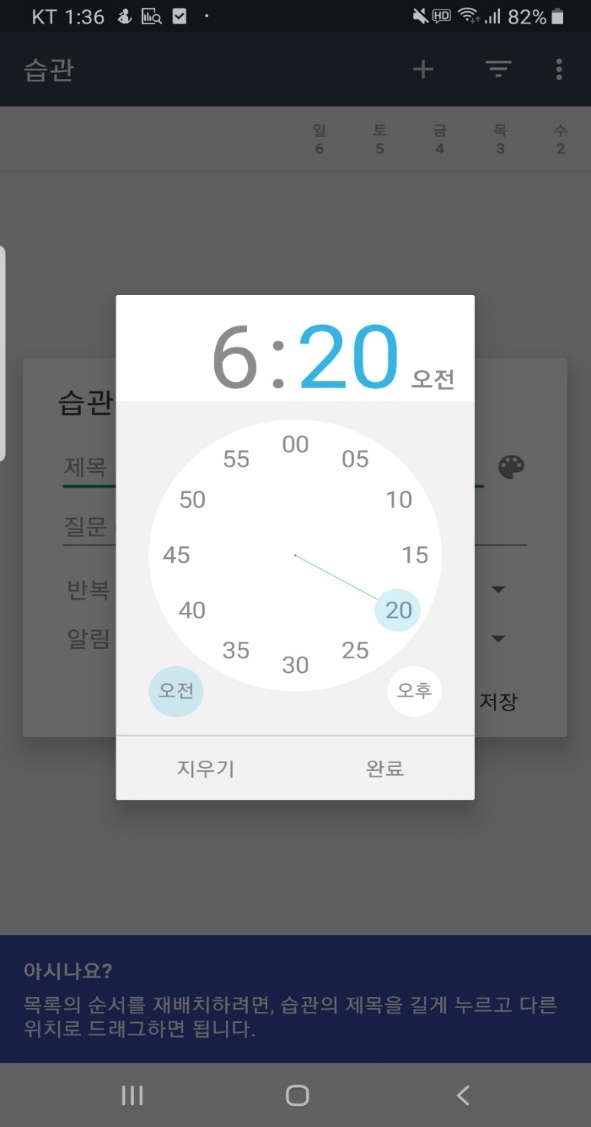 KT 1:36 HD 82%
습관
일 토 금 목 수
6 5 4 3 2
6:20 오전
습관
제목
질문
반복
알림
00
55 05
50 10
45 15
40 20
35 25
30
오전 오후
저장
지우기 완료
아시나요?
목록의 순서를 재배치하려면, 습관의 제목을 길게 누르고 다른
위치로 드래그하면 됩니다.